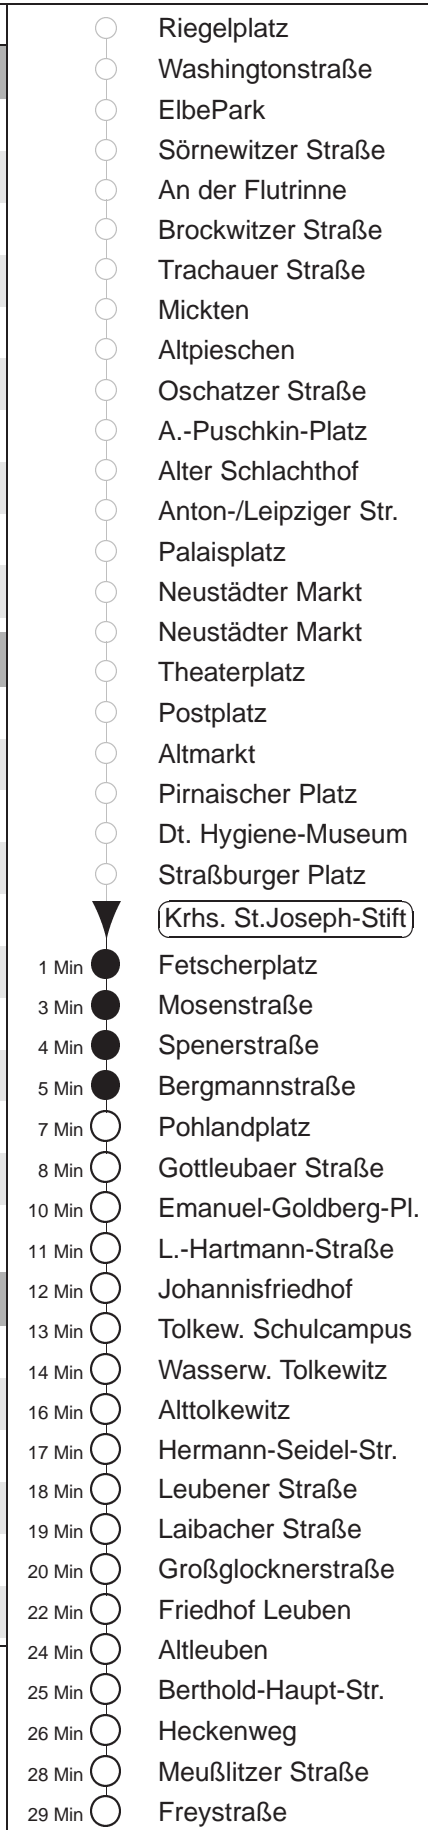 Riegelplatz
Washingtonstraße
ElbePark
Sörnewitzer Straße
An der Flutrinne
Brockwitzer Straße
Trachauer Straße
Mickten
Altpieschen
Oschatzer Straße
A.-Puschkin-Platz
Alter Schlachthof
Anton-/Leipziger Str.
Palaisplatz
Neustädter Markt
Neustädter Markt
Theaterplatz
Postplatz
Altmarkt
Pirnaischer Platz
Dt. Hygiene-Museum
Straßburger Platz
Krhs. St.Joseph-Stift
1 Min Fetscherplatz
3 Min Mosenstraße
4 Min Spenerstraße
5 Min Bergmannstraße
7 Min Pohlandplatz
8 Min Gottleubaer Straße
10 Min Emanuel-Goldberg-Pl.
11 Min L.-Hartmann-Straße
12 Min Johannisfriedhof
13 Min Tolkew. Schulcampus
14 Min Wasserw. Tolkewitz
16 Min Alttolkewitz
17 Min Hermann-Seidel-Str.
18 Min Leubener Straße
19 Min Laibacher Straße
20 Min Großglocknerstraße
22 Min Friedhof Leuben
24 Min Altleuben
25 Min Berthold-Haupt-Str.
26 Min Heckenweg
28 Min Meußlitzer Straße
29 Min Freystraße